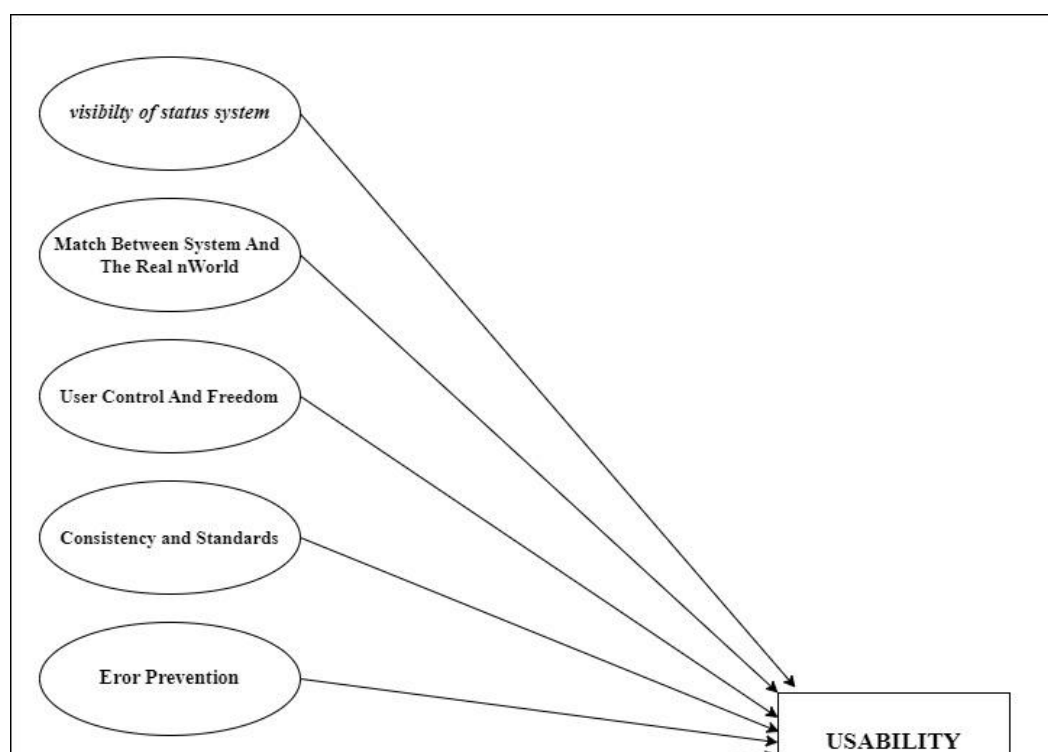 visibilty of status system
Match Between System And
The Real nWorld
User Control And Freedom
Consistency and Standards
Eror Prevention
USABILITY